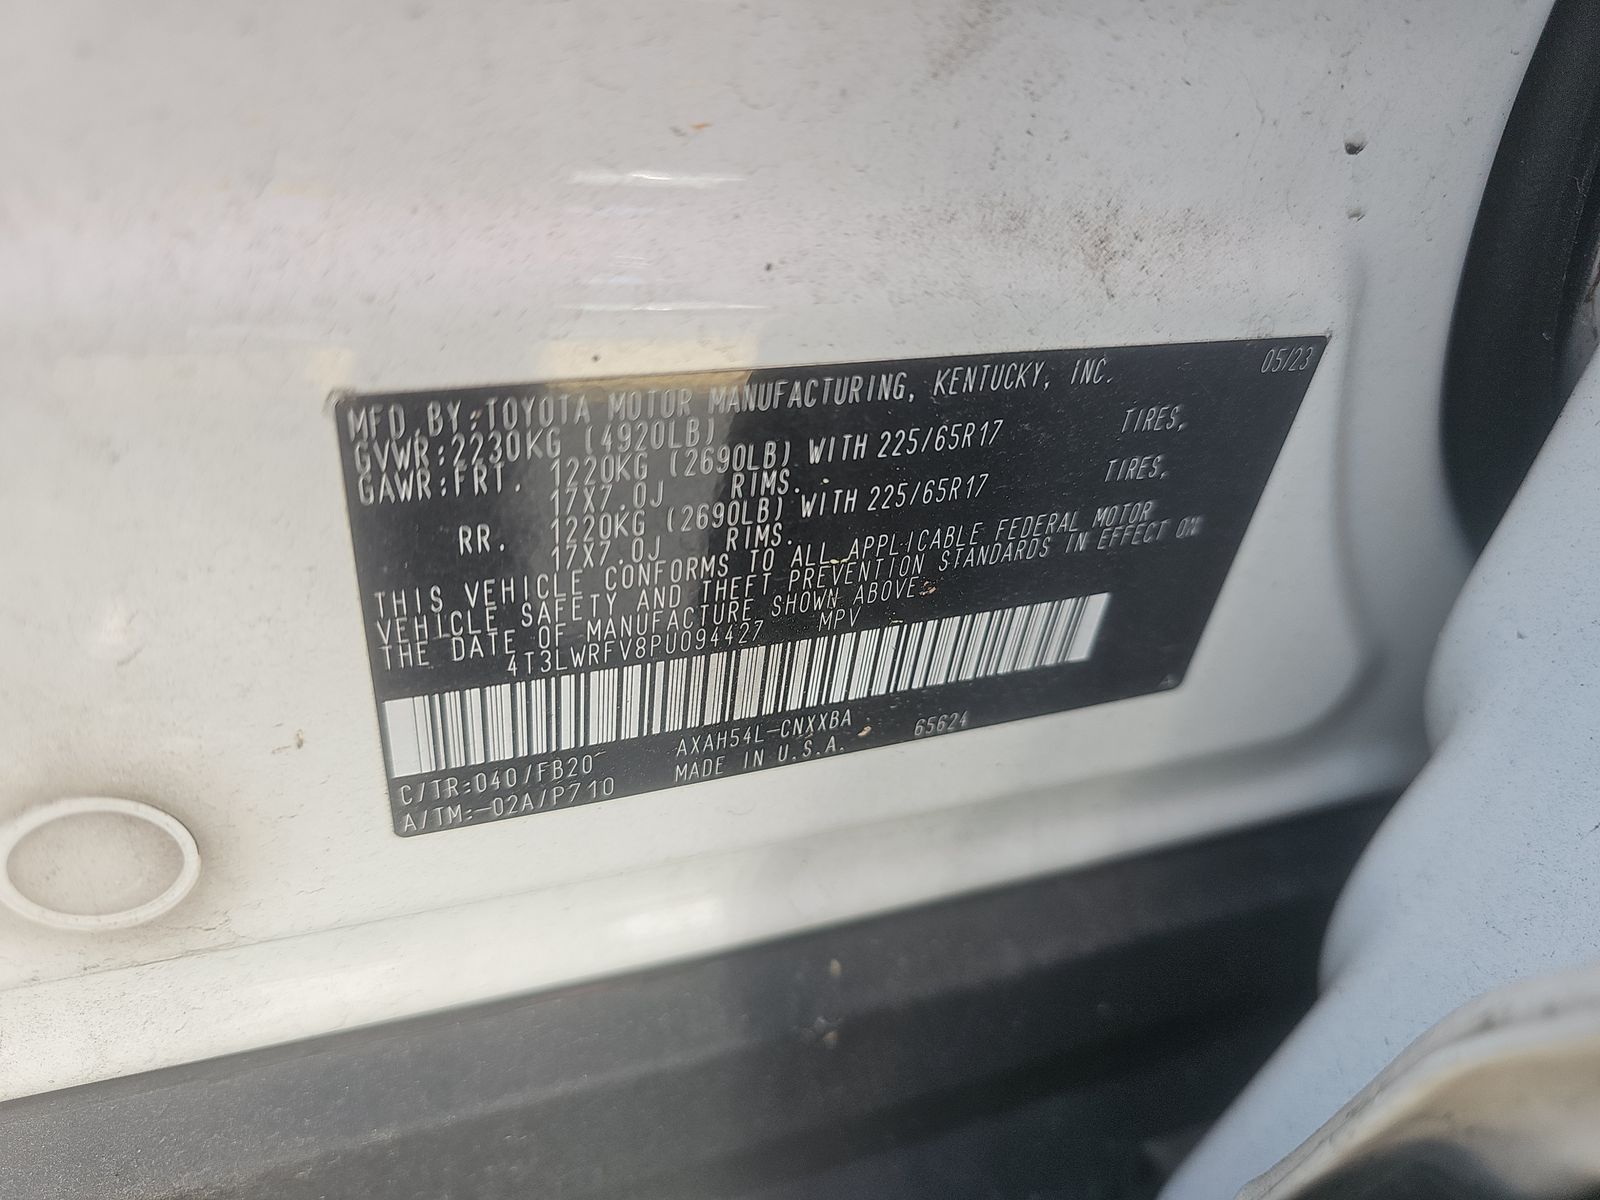 05/23
MFD.BY:TOYOTA MOTOR MANUFACTURING, KENTUCKY, INC.
GVWR:2230KG (4920LB)
GAWR:FRT. 1220KG (2690LB) WITH 225/65R17 TIRES,
17X7.0J RIMS.
RR. 1220KG (2690LB) WITH 225/65R17 TIRES,
17X7.0J RIMS.
THIS VEHICLE CONFORMS TO ALL APPLICABLE FEDERAL MOTOR
VEHICLE SAFETY AND THEFT PREVENTION STANDARDS IN EFFECT ON
THE DATE OF MANUFACTURE SHOWN ABOVE.
4T3LWRFV8PU094427 MPV
C/TR:040/FB20 AXAH54L-CNXXBA 65624
A/TM:-02A/P710 MADE IN U.S.A.